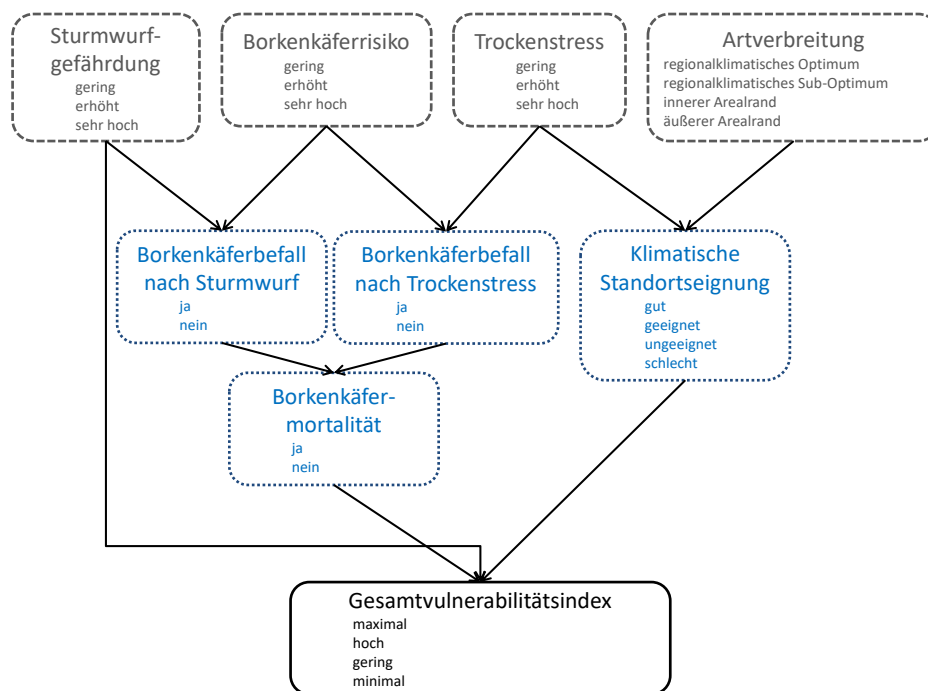 Sturmwurf-
gefährdung
gering
erhöht
sehr hoch
Borkenkäferrisiko
gering
erhöht
sehr hoch
Trockenstress
gering
erhöht
sehr hoch
Artverbreitung
regionalklimatisches Optimum
regionalklimatisches Sub-Optimum
innerer Arealrand
äußerer Arealrand
Borkenkäferbefall
nach Sturmwurf
ja
nein
Borkenkäferbefall
nach Trockenstress
ja
nein
Klimatische
Standortseignung
gut
geeignet
ungeeignet
schlecht
Borkenkäfer-
mortalität
ja
nein
Gesamtvulnerabilitätsindex
maximal
hoch
gering
minimal